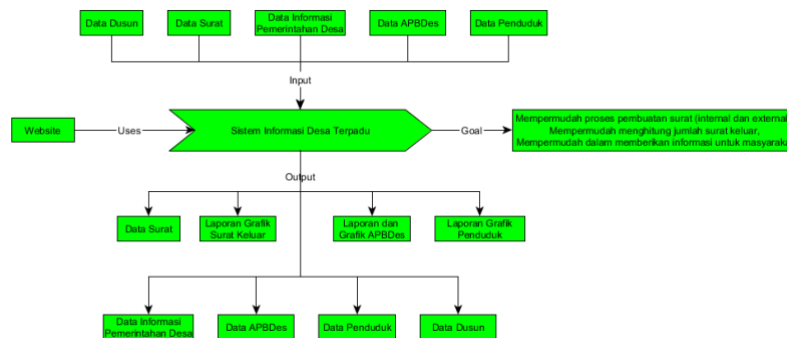 Data Dusun
Data Surat
Data Informasi
Pemerintahan Desa
Data APBDes
Data Penduduk
Input
Website
Uses
Sistem Informasi Desa Terpadu
Goal
Mempermudah proses pembuatan surat (internal dan external
Mempermudah menghitung jumlah surat keluar,
Mempermudah dalam memberikan informasi untuk masyaraka
Output
Data Surat
Laporan Grafik
Surat Keluar
Laporan dan
Grafik APBDes
Laporan Grafik
Penduduk
Data Informasi
Pemerintahan Desa
Data APBDes
Data Penduduk
Data Dusun